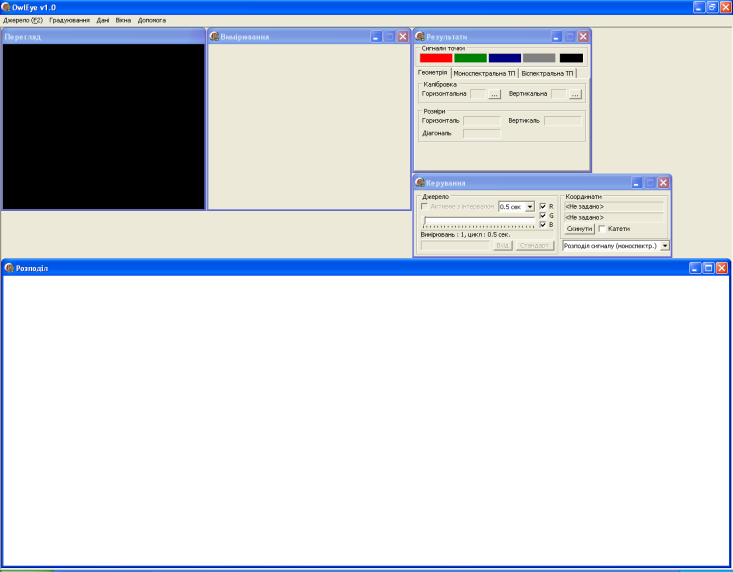 OwlEye v1.0
Джерело (F2) Градуювання Дані Вікна Допомога
Перегляд
Вимірювання
Результати
Сигнали точки
Геометрія Моноспектральна ТП Біспектральна ТП
Калібровка
Горизонтальна ... Вертикальна ...
Розміри
Горизонталь Вертикаль
Діагональ
Керування
Джерело
Активне з інтервалом 0.5 сек R
G
B
Вимірювань : 1, цикл : 0.5 сек.
Вхід Стандарт
Координати
<Не задано>
<Не задано>
Скинути Катети
Розподіл сигналу (моноспектр.)
Розподіл